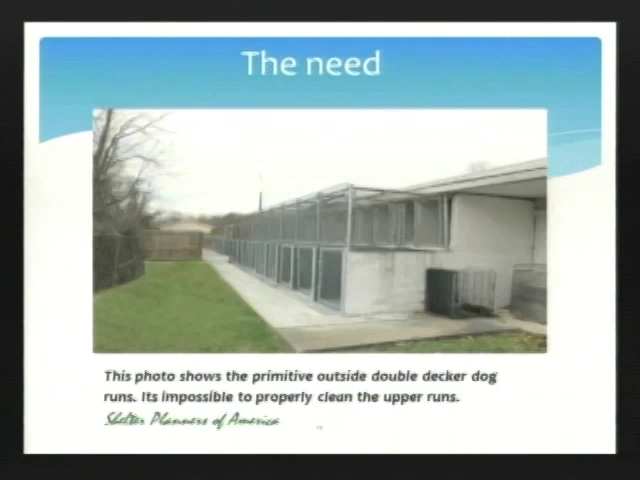 The need
This photo shows the primitive outside double decker dog
runs. Its impossible to properly clean the upper runs.
Shelter Planners of America